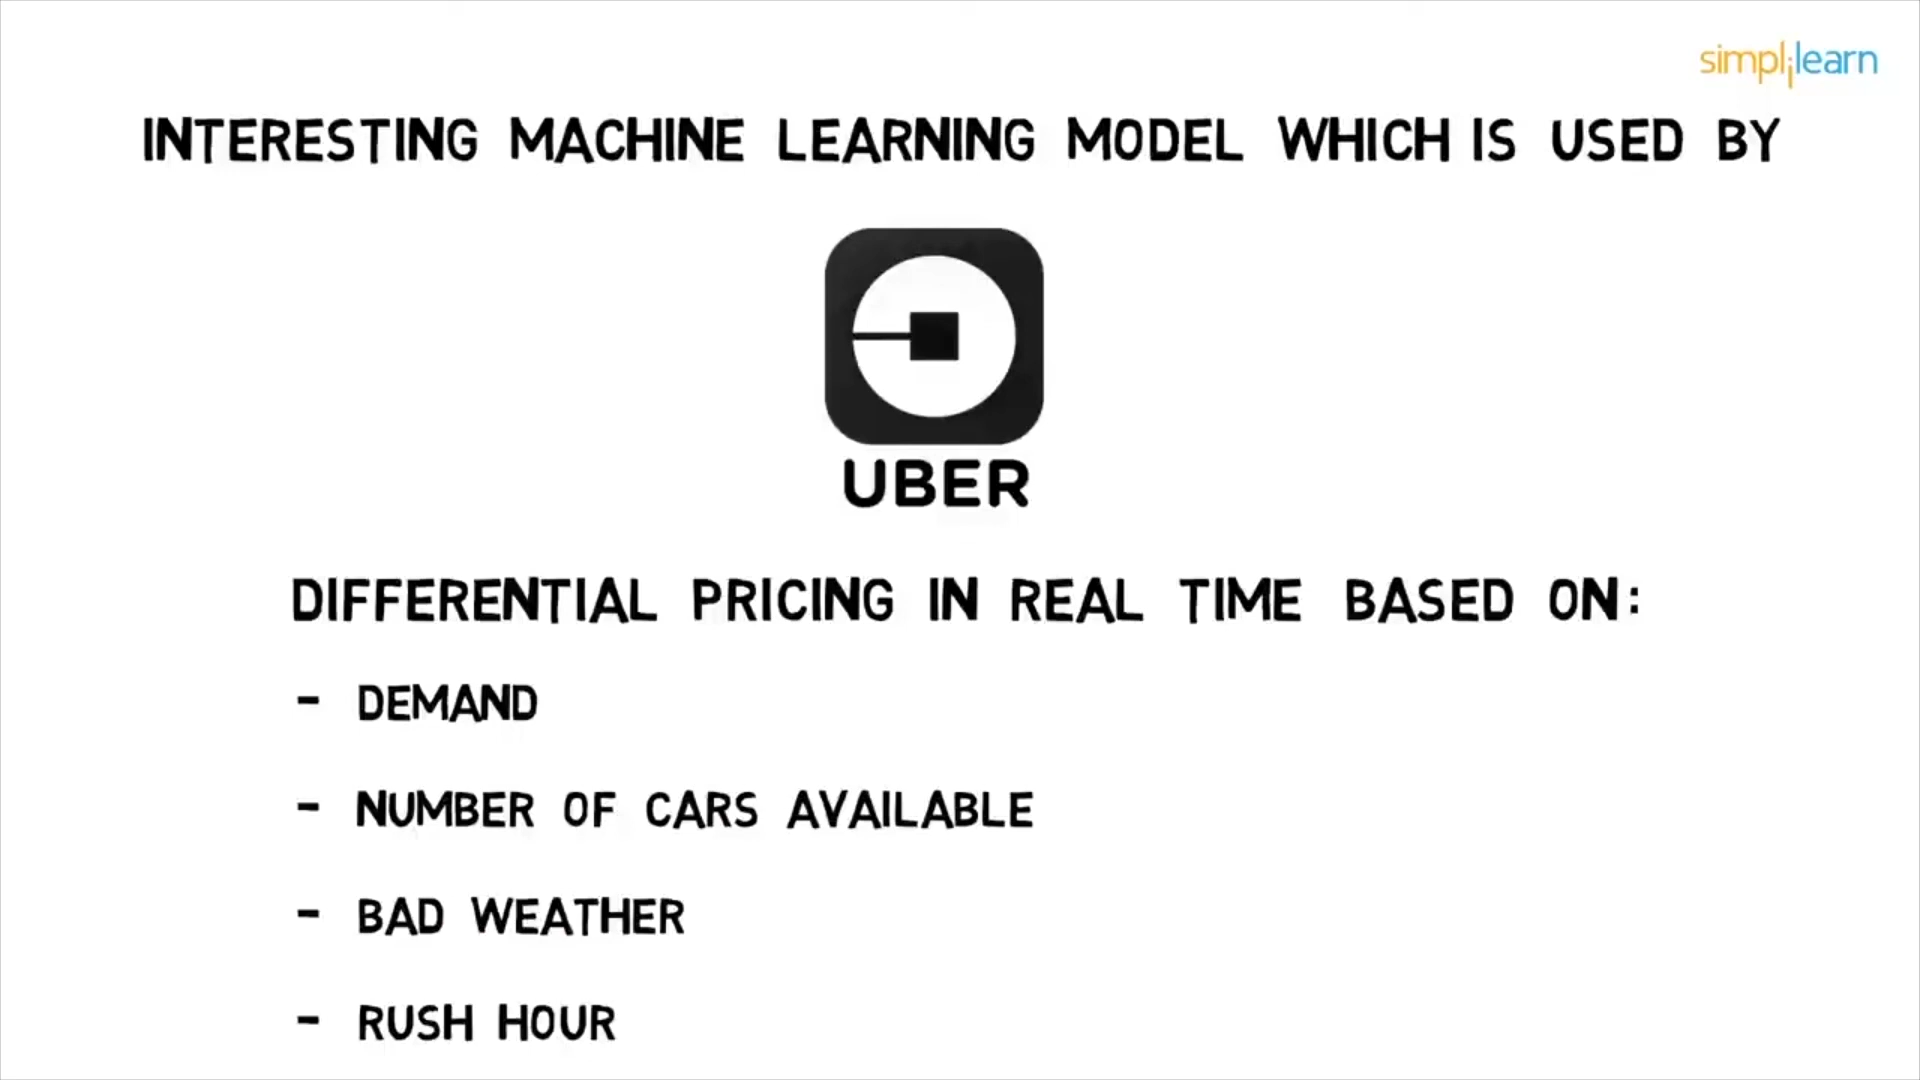 simplilearn
INTERESTING MACHINE LEARNING MODEL WHICH IS USED BY
UBER
DIFFERENTIAL PRICING IN REAL TIME BASED ON:
- DEMAND
- NUMBER OF CARS AVAILABLE
- BAD WEATHER
- RUSH HOUR